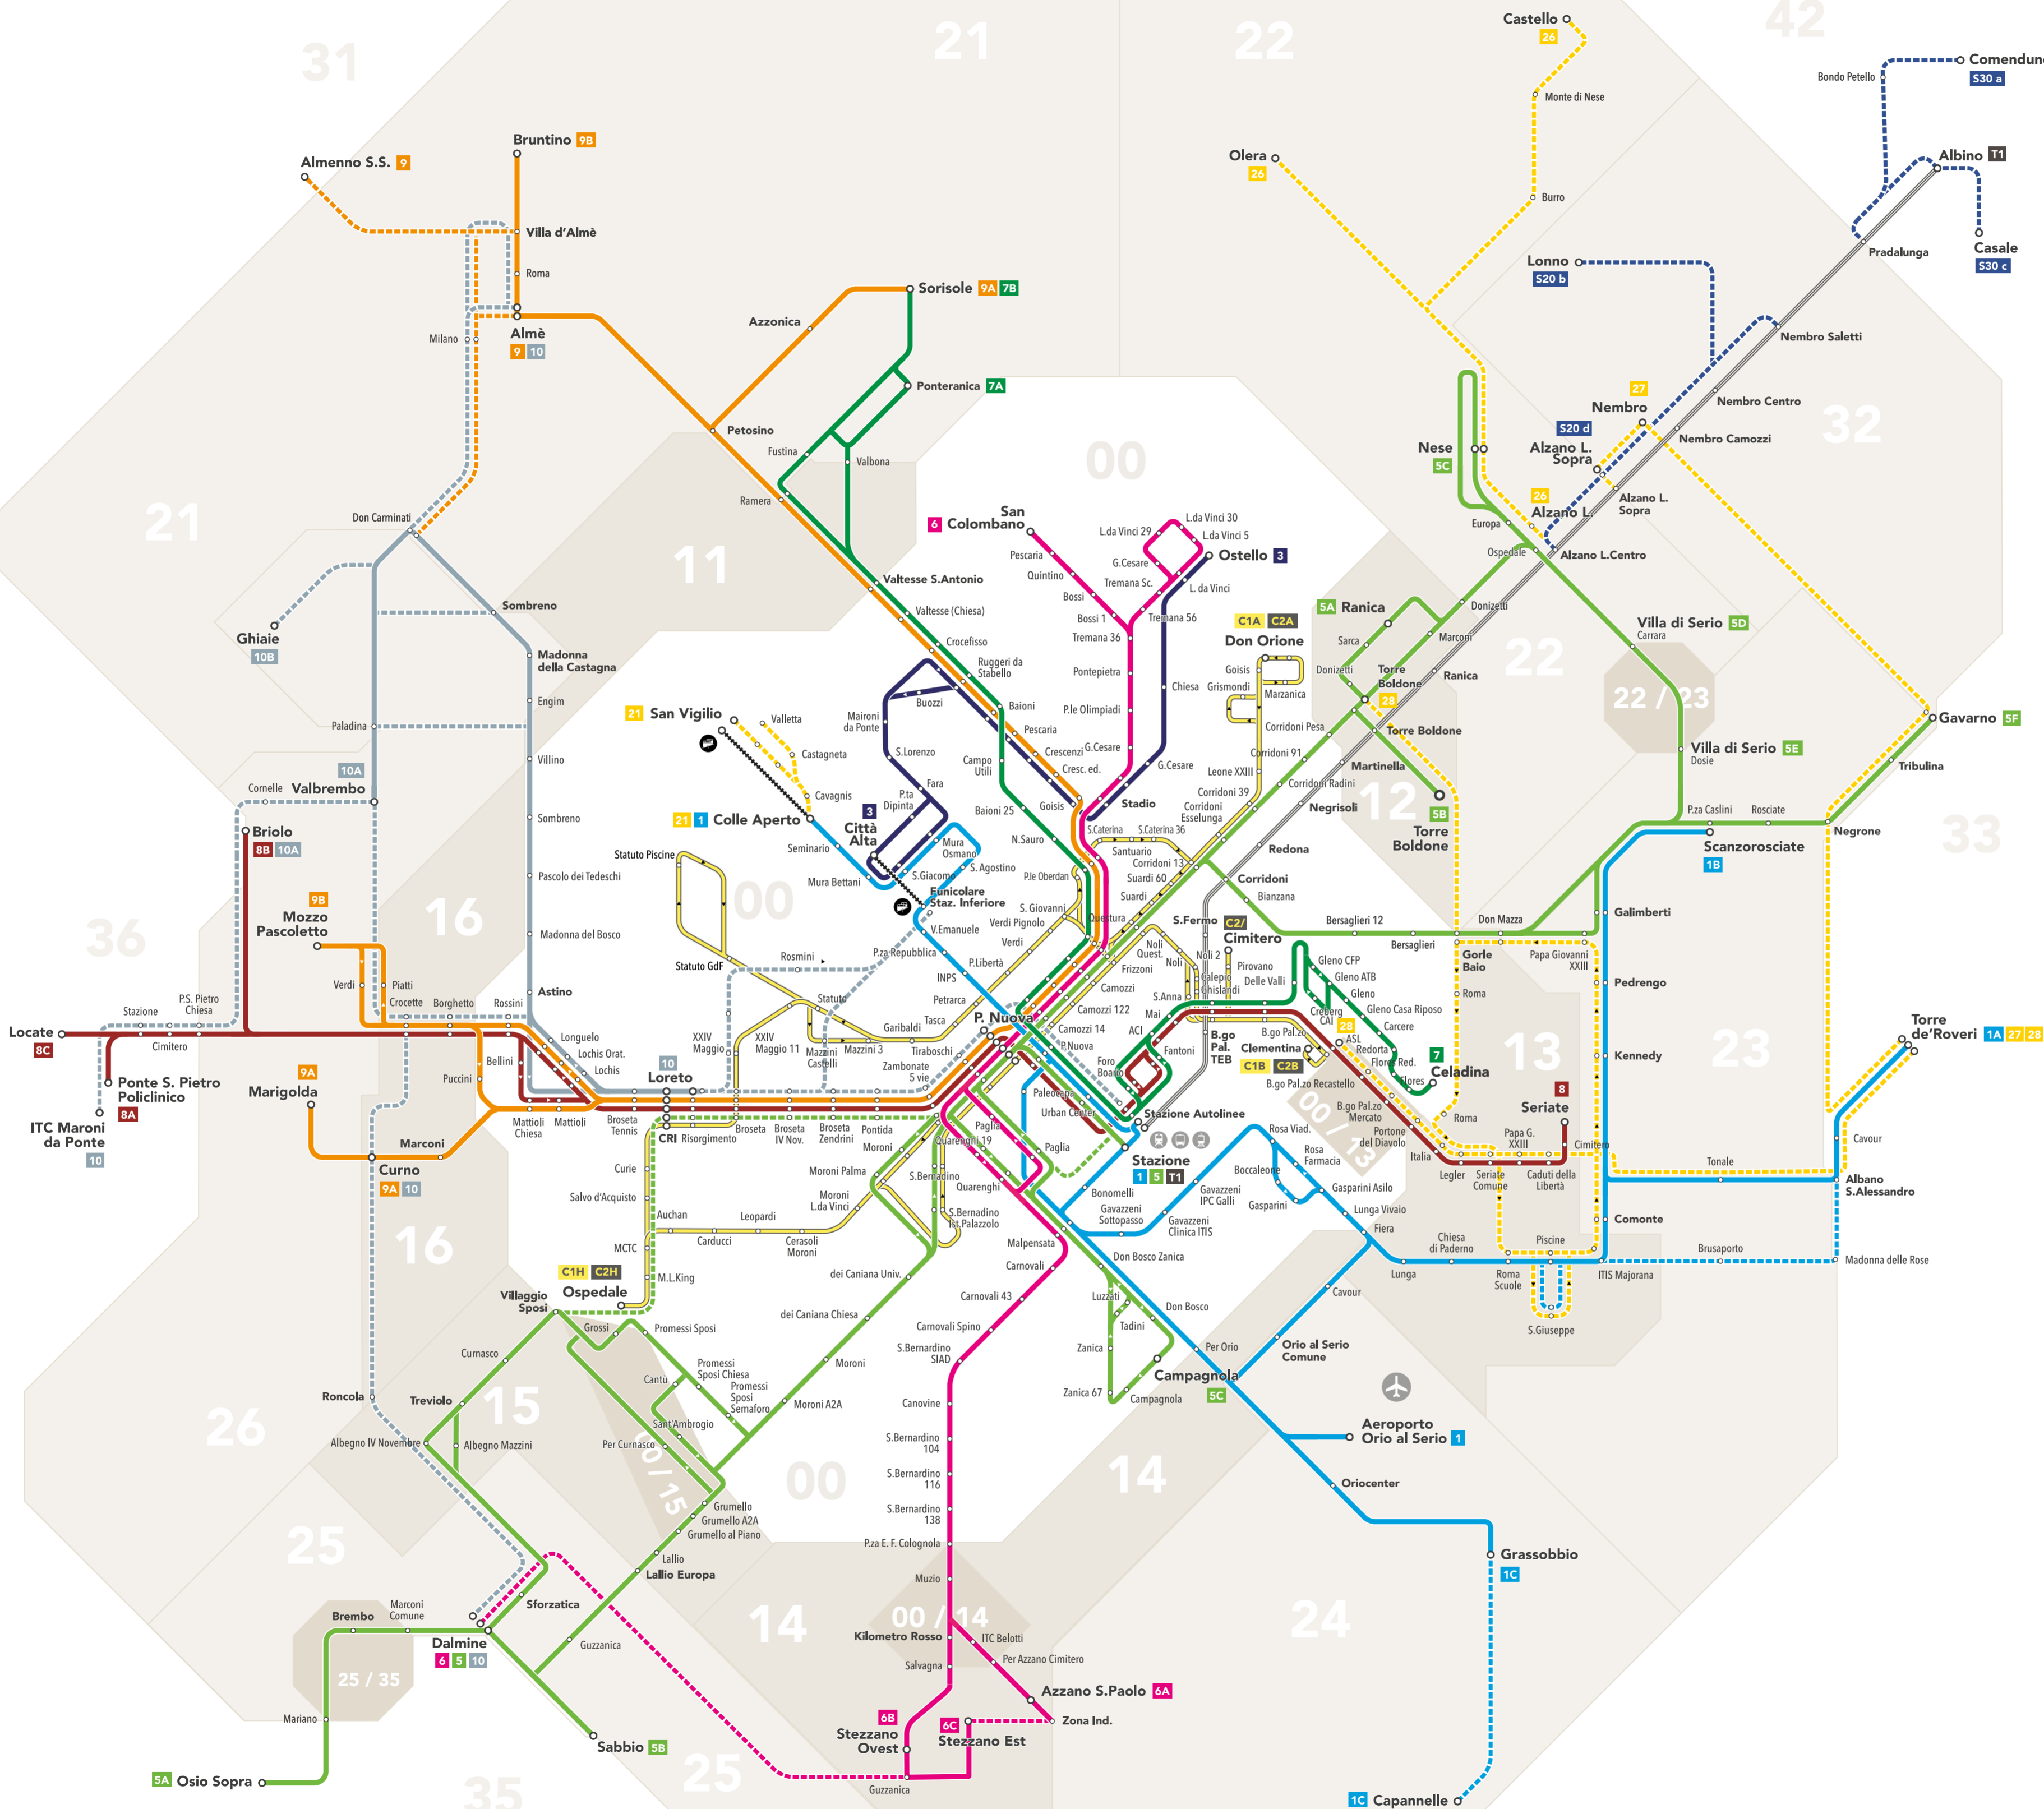 31
21
22
42
Castello
26
Comendun
S30 a
Bondo Petello
Monte di Nese
Bruntino 9B
Almenno S.S. 9
Olera
26
Albino T1
Burro
Villa d'Almè
Roma
Pradalunga
Casale
S30 c
Lonno
S20 b
Sorisole 9A 7B
Azzonica
Milano
Almè
9 10
Nembro Saletti
Ponteranica 7A
27
Nembro
Nembro Centro
32
Petosino
S20 d
Nembro Camozzi
Nese
5C
Alzano L.
Sopra
00
Fustina
Valbona
Ramera
26
Alzano L.
Alzano L.
Sopra
21
Don Carminati
San
6 Colombano
L.da Vinci 30
L.da Vinci 29
L.da Vinci 5
Europa
Pescaria
Ostello 3
Ospedale
Alzano L.Centro
11
G.Cesare
Quintino
Tremana Sc.
L. da Vinci
Valtesse S.Antonio
Bossi
Sombreno
Valtesse (Chiesa)
Bossi 1
Tremana 56
C1A C2A
Don Orione
5A Ranica
Donizetti
Ghiaie
10B
Tremana 36
Villa di Serio 5D
Carrara
Crocefisso
Sarca
Marconi
22
Madonna
della Castagna
Ruggeri da
Stabello
Pontepietra
Goisis
Donizetti
Torre
Boldone
28
Ranica
Chiesa
Grismondi
Marzanica
22 / 23
Engim
Buozzi
Baioni
P.le Olimpiadi
21 San Vigilio
Valletta
Maironi
da Ponte
Paladina
Pescaria
Corridoni Pesa
Torre Boldone
Gavarno 5F
Castagneta
S.Lorenzo
Crescenzi
G.Cesare
Corridoni 91
Villa di Serio 5E
Dosie
Villino
Campo
Utili
Cresc. ed.
G.Cesare
Leone XXIII
Martinella
Tribulina
10A
Valbrembo
Cornelle
Cavagnis
Fara
P.ta
Dipinta
Corridoni Radini
Corridoni 39
12
Goisis
Stadio
Baioni 25
Corridoni
Esselunga
Negrisoli
5B
Torre
Boldone
P.za Caslini
Rosciate
Negrone
33
Sombreno
21 1 Colle Aperto
3
Città
Alta
Briolo
8B 10A
S.Caterina
S.Caterina 36
N.Sauro
Mura
Osmano
Santuario
Corridoni 13
Redona
Scanzorosciate
1B
Seminario
Statuto Piscine
S. Agostino
P.le Oberdan
Suardi 60
Corridoni
Pascolo dei Tedeschi
Mura Bettani
S.Giacomo
Funicolare
Staz. Inferiore
Suardi
Bianzana
9B
Mozzo
Pascoletto
36
16
00
S. Giovanni
Verdi Pignolo
Questura
S.Fermo C2/
Cimitero
Bersaglieri 12
Don Mazza
Galimberti
Madonna del Bosco
V.Emanuele
Verdi
Noli
Quest.
Noli 2
Bersaglieri
Gorle
Baio
Papa Giovanni
XXIII
P.za Repubblica
Statuto GdF
Rosmini
P.Libertà
Frizzoni
Noli
Pirovano
Delle Valli
Gleno CFP
Gleno ATB
Verdi
Piatti
INPS
Camozzi
Calepio
Ghislandi
Gleno
Pedrengo
Astino
Roma
Crocette
Borghetto
Rossini
Statuto
Petrarca
S.Anna
Creberg
CAI
Gleno Casa Roiposo
Stazione
P.S. Pietro
Chiesa
Camozzi 122
Mai
Carcere
Locate
8C
Cimitero
Tasca
P. Nuova
Camozzi 14
ACI
B.go Pal.zo
28
ASL
Torre
de'Roveri 1A 27 28
Longuelo
XXIV
Maggio
XXIV
Maggio 11
Garibaldi
P.Nuova
B.go
Pal.
TEB
Redorta
Lochis Orat.
Mazzini
Castelli
Mazzini 3
Tiraboschi
Fantoni
Clementina
C1B C2B
Flores Red.
7
Celadina
13
23
Kennedy
Bellini
Lochis
10
Loreto
Zambonate
5 vie
Foro
Boario
Ponte S. Pietro
Policlinico
8A
9A
Marigolda
Puccini
Paleocapa
B.go Pal.zo Recastello
Flores
8
Seriate
Mattioli
Chiesa
Mattioli
Broseta
Tennis
CRI
Risorgimento
Broseta
Broseta
IV Nov.
Broseta
Zendrini
Pontida
Urban Center
Stazione Autolinee
B.go Pal.zo
Mercato
Roma
ITC Maroni
da Ponte
10
Paglia
Moroni
Quarenghi 19
Rosa Viad.
00 / 13
Portone
del Diavolo
Papa G.
XXIII
Cimitero
Cavour
Marconi
Paglia
Stazione
1 5 T1
Rosa
Farmacia
Italia
Tonale
Curie
Moroni Palma
S.Bernadino
Boccaleone
Legler
Seriate
Comune
Caduti della
Libertà
Albano
S.Alessandro
Curno
9A 10
Quarenghi
Bonomelli
Gavazzeni
IPC Galli
Gasparini Asilo
Salvo d'Acquisto
Moroni
L.da Vinci
Gasparini
Auchan
Leopardi
S.Bernadino
Ist.Palazzolo
Gavazzeni
Sottopasso
Gavazzeni
Clinica ITIS
Lunga Vivaio
Comonte
Carducci
Cerasoli
Moroni
Malpensata
Fiera
16
MCTC
Chiesa
di Paderno
Piscine
Brusaporto
Carnovali
Don Bosco Zanica
Madonna delle Rose
C1H C2H
Ospedale
M.L.King
dei Caniana Univ.
Lunga
Roma
Scuole
ITIS Majorana
Villaggio
Sposi
Carnovali 43
Luzzati
Cavour
Don Bosco
dei Caniana Chiesa
Grossi
Promessi Sposi
Carnovali Spino
Tadini
S.Giuseppe
Curnasco
S.Bernardino
SIAD
Zanica
Per Orio
Orio al Serio
Comune
Moroni
Promessi
Sposi Chiesa
Cantù
Promessi
Sposi
Semaforo
Campagnola
5C
Roncola
Treviolo
15
Moroni A2A
Canovine
Zanica 67
Campagnola
26
Sant'Ambrogio
Aeroporto
Orio al Serio 1
Albegno IV Novembre
Albegno Mazzini
Per Curnasco
S.Bernardino
104
00 / 15
00
S.Bernardino
116
14
Oriocenter
Grumello
Grumello A2A
Grumello al Piano
S.Bernardino
138
25
P.za E. F. Colognola
Grassobbio
1C
Lallio
Lallio Europa
Muzio
Marconi
Comune
Brembo
Sforzatica
14
00 / 14
24
Dalmine
6 5 10
Guzzanica
Kilometro Rosso
ITC Belotti
Per Azzano Cimitero
Salvagna
25 / 35
Azzano S.Paolo 6A
Mariano
6B
Stezzano
Ovest
6C
Stezzano Est
Zona Ind.
Sabbio 5B
5A Osio Sopra
25
35
Guzzanica
1C Capannelle